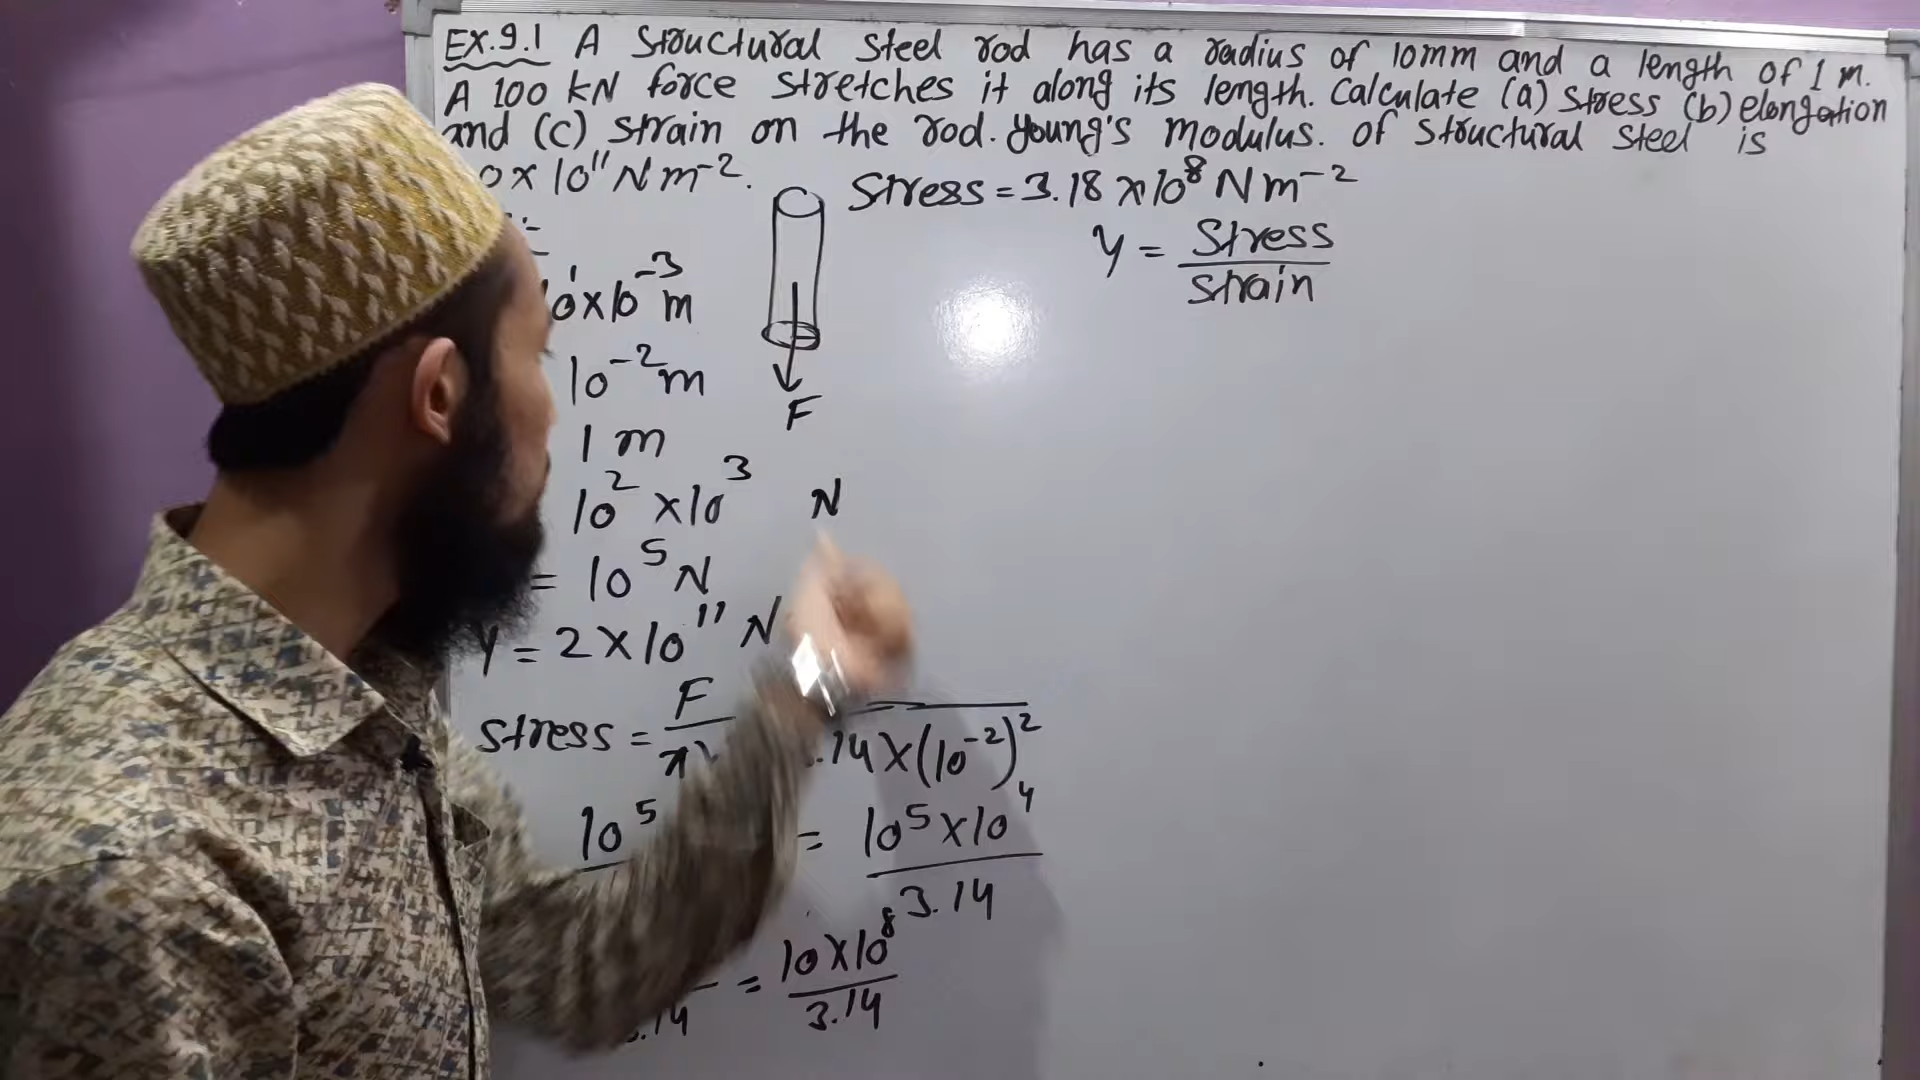 Ex.9.1 A Structural Steel rod has a radius of 10mm and a length of 1 m.
A 100 kN force stretches it along its length. Calculate (a) Stress (b) elongation
and (c) strain on the rod. Young's modulus. of structural steel is
0 x 10¹¹ N m⁻².
Stress = 3.18 x 10⁸ N m⁻²
Y = Stress / Strain
10¹ x 10⁻³ m
10⁻² m
1 m
10² x 10³ N
= 10⁵ N
Y = 2 x 10¹¹ N
F
Stress = F / π
.14 x (10⁻²)²
10⁵
= 10⁵ x 10⁴ / 3.14
.14
= 10 x 10⁸ / 3.14